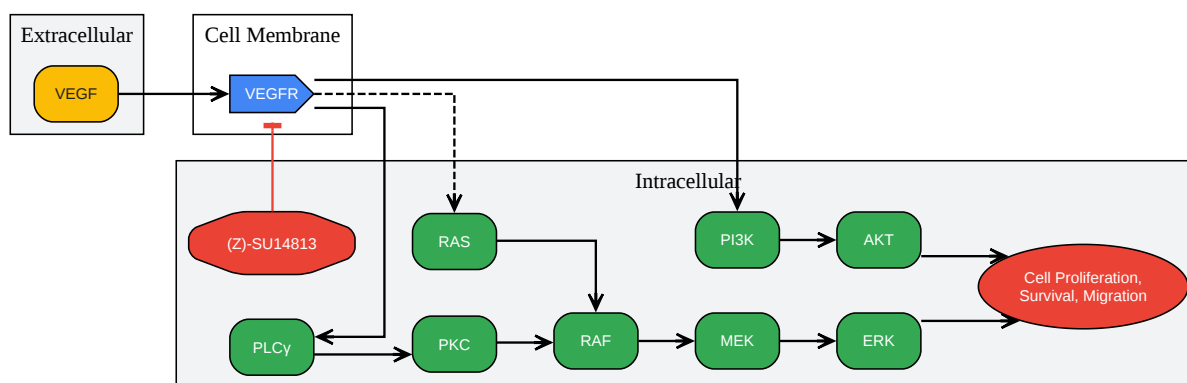 Extracellular
Cell Membrane
VEGF
VEGFR
Intracellular
(Z)-SU14813
RAS
PI3K
AKT
Cell Proliferation,
Survival, Migration
PLCγ
PKC
RAF
MEK
ERK